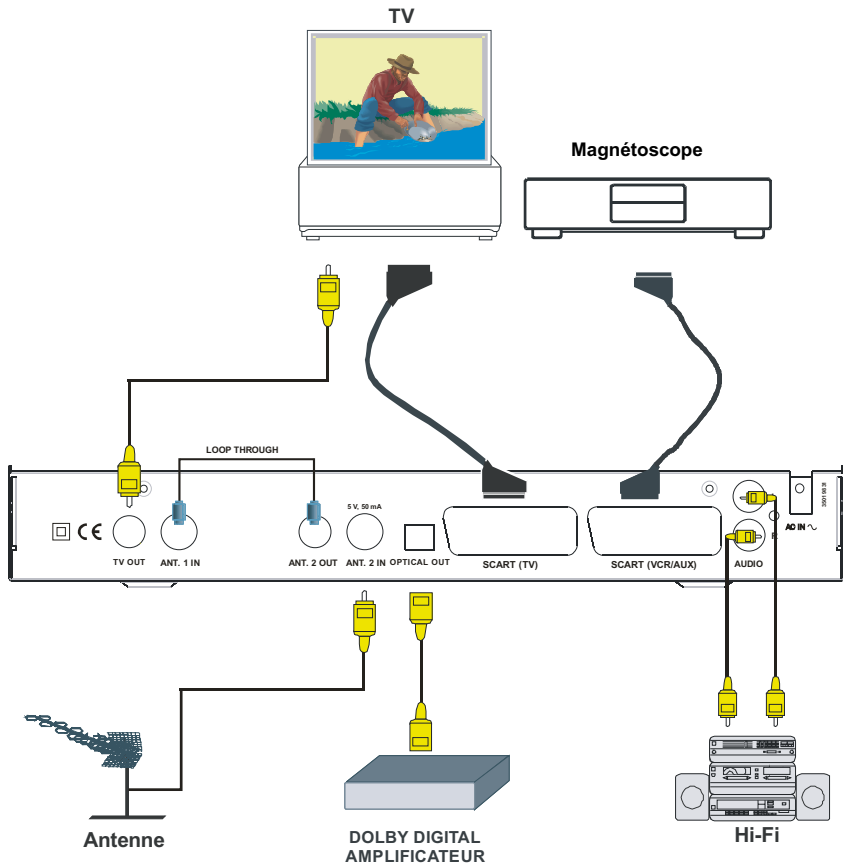 TV
Magnétoscope
LOOP THROUGH
5 V, 50 mA
CE
TV OUT
ANT. 1 IN
ANT. 2 OUT
ANT. 2 IN
OPTICAL OUT
SCART (TV)
SCART (VCR/AUX)
AUDIO
R
AC IN ~
35019831
Antenne
DOLBY DIGITAL
AMPLIFICATEUR
Hi-Fi